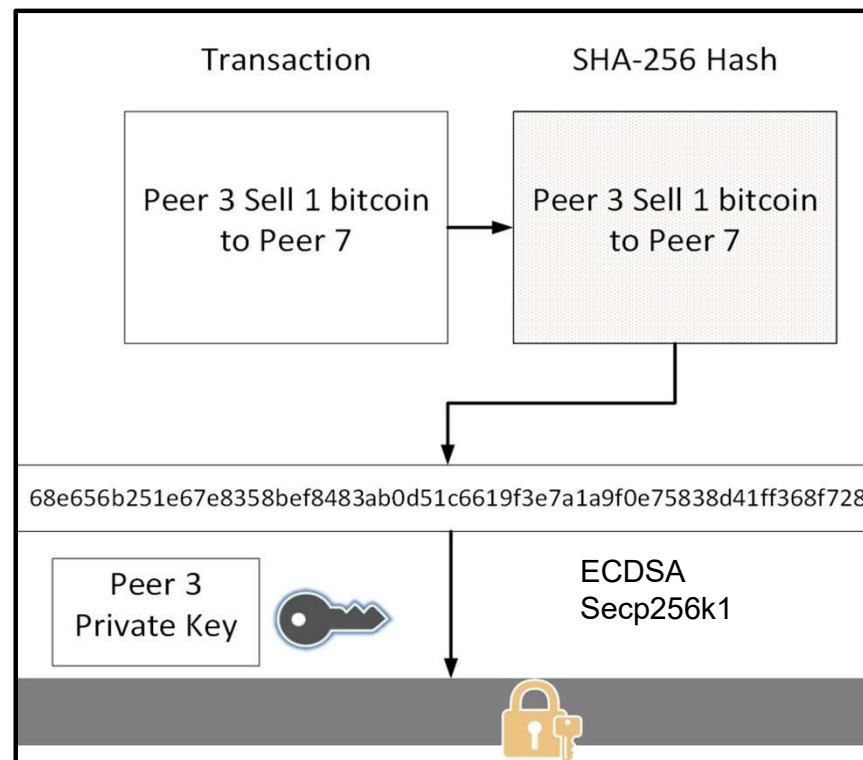 Transaction
SHA-256 Hash
Peer 3 Sell 1 bitcoin
to Peer 7
Peer 3 Sell 1 bitcoin
to Peer 7
68e656b251e67e8358bef8483ab0d51c6619f3e7a1a9f0e75838d41ff368f728
Peer 3
Private Key
ECDSA
Secp256k1